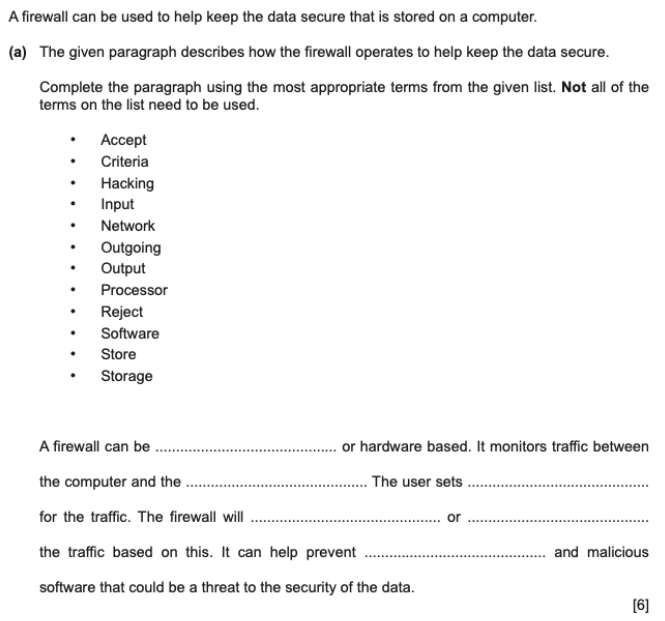 A firewall can be used to help keep the data secure that is stored on a computer.
(a) The given paragraph describes how the firewall operates to help keep the data secure.
Complete the paragraph using the most appropriate terms from the given list. Not all of the
terms on the list need to be used.
• Accept
• Criteria
• Hacking
• Input
• Network
• Outgoing
• Output
• Processor
• Reject
• Software
• Store
• Storage
A firewall can be ............................................ or hardware based. It monitors traffic between
the computer and the ............................................ The user sets ............................................
for the traffic. The firewall will ............................................ or ............................................
the traffic based on this. It can help prevent ............................................ and malicious
software that could be a threat to the security of the data.
[6]